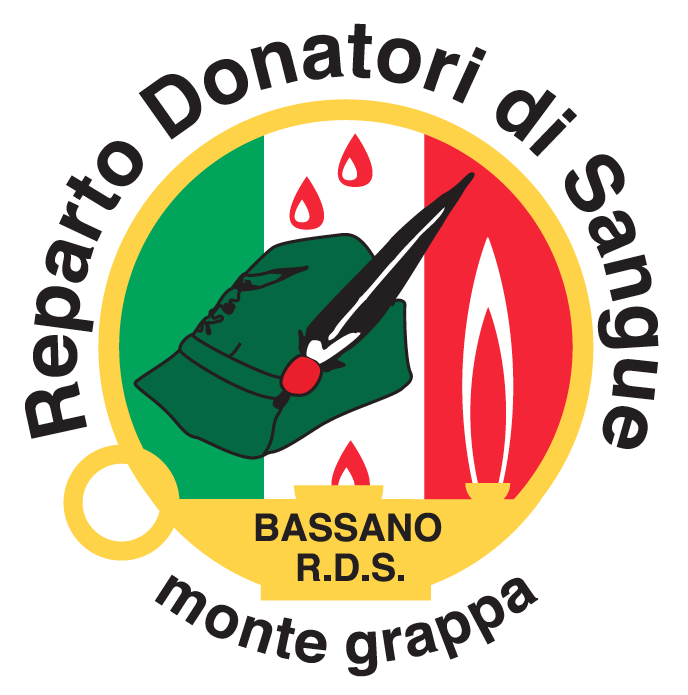 Reparto Donatori di Sangue
BASSANO
R.D.S.
monte grappa